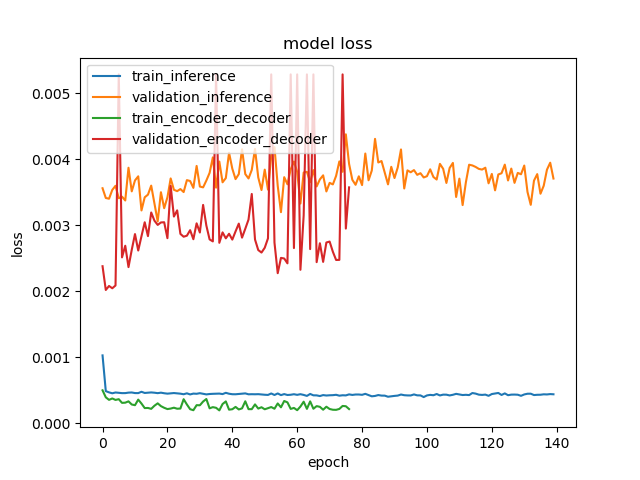 model loss
train_inference
validation_inference
train_encoder_decoder
validation_encoder_decoder
0.005
0.004
0.003
0.002
0.001
0.000
loss
0 20 40 60 80 100 120 140
epoch